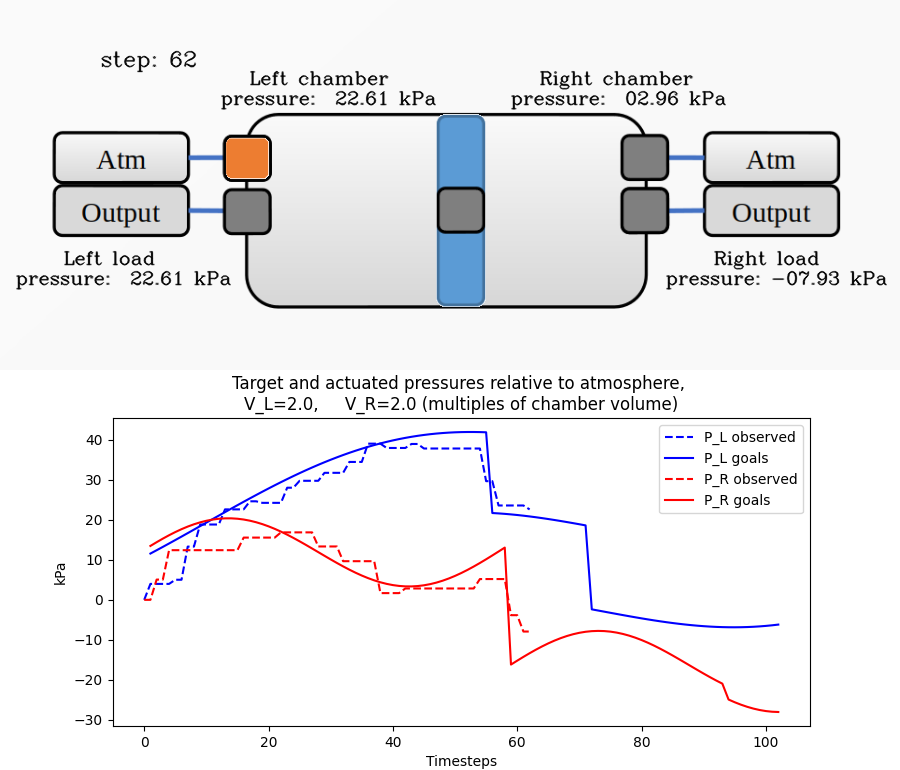 step: 62
Left chamber
pressure: 22.61 kPa
Right chamber
pressure: 02.96 kPa
Atm
Output
Atm
Output
Left load
pressure: 22.61 kPa
Right load
pressure: −07.93 kPa
Target and actuated pressures relative to atmosphere,
V_L=2.0, V_R=2.0 (multiples of chamber volume)
P_L observed
P_L goals
P_R observed
P_R goals
kPa
40
30
20
10
0
−10
−20
−30
0 20 40 60 80 100
Timesteps